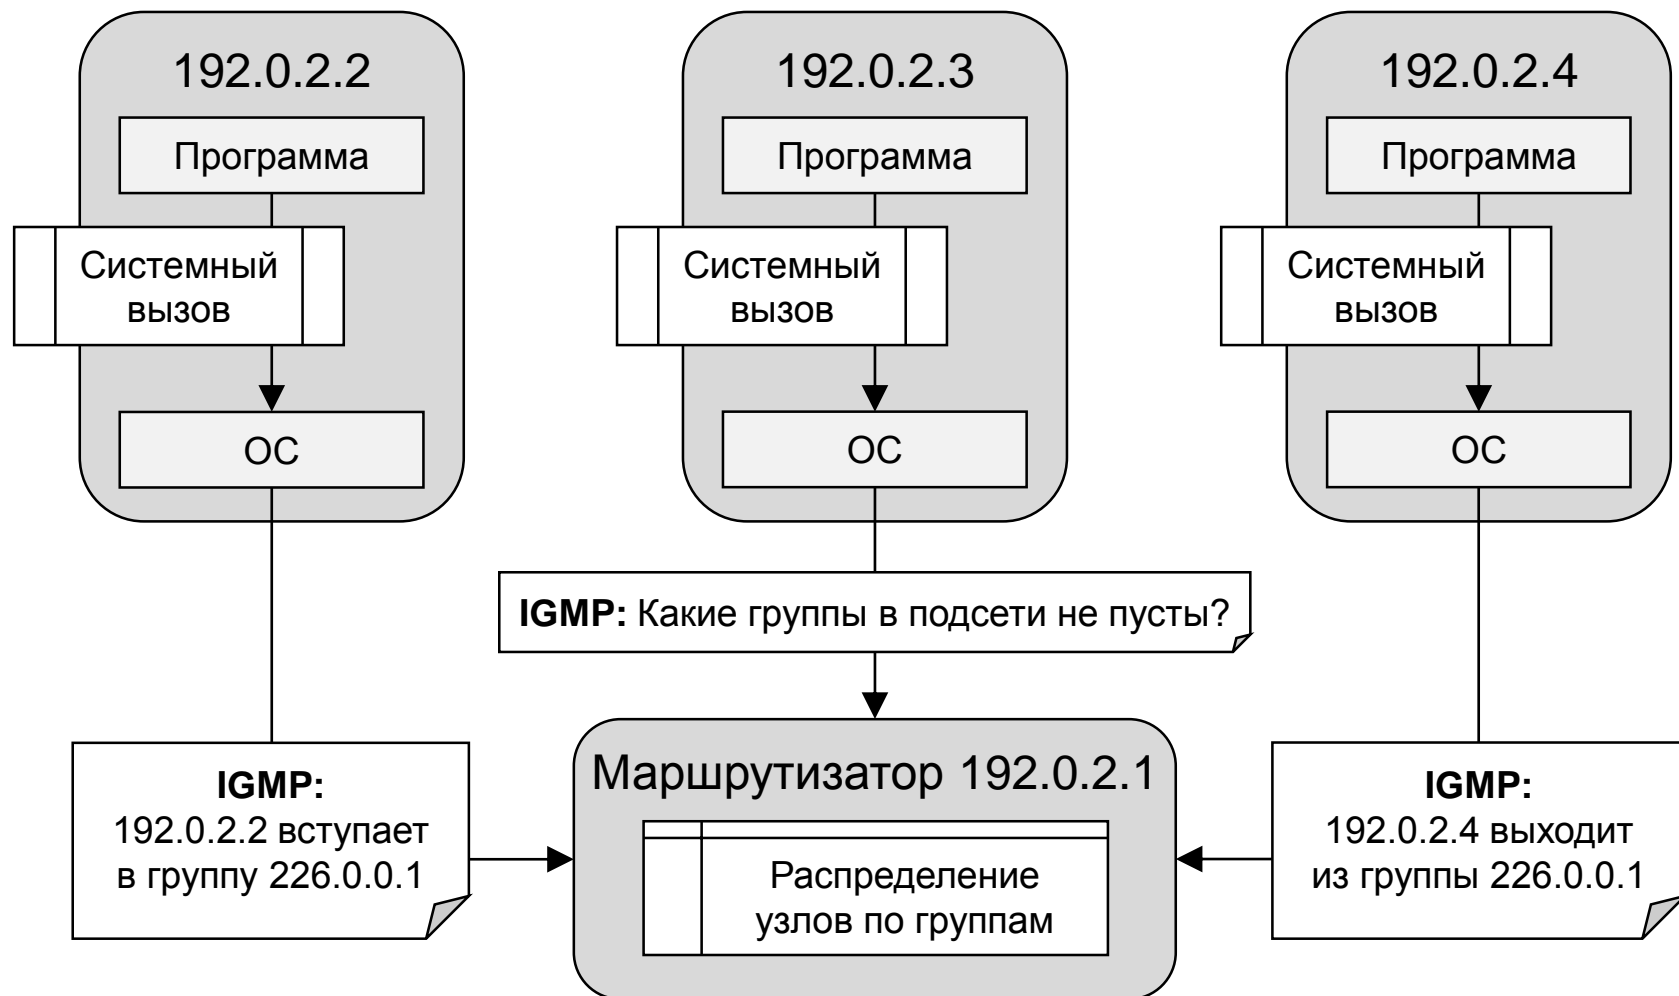 192.0.2.2
Программа
Системный
вызов
ОС
192.0.2.3
Программа
Системный
вызов
ОС
192.0.2.4
Программа
Системный
вызов
ОС
IGMP: Какие группы в подсети не пусты?
IGMP:
192.0.2.2 вступает
в группу 226.0.0.1
Маршрутизатор 192.0.2.1
Распределение
узлов по группам
IGMP:
192.0.2.4 выходит
из группы 226.0.0.1